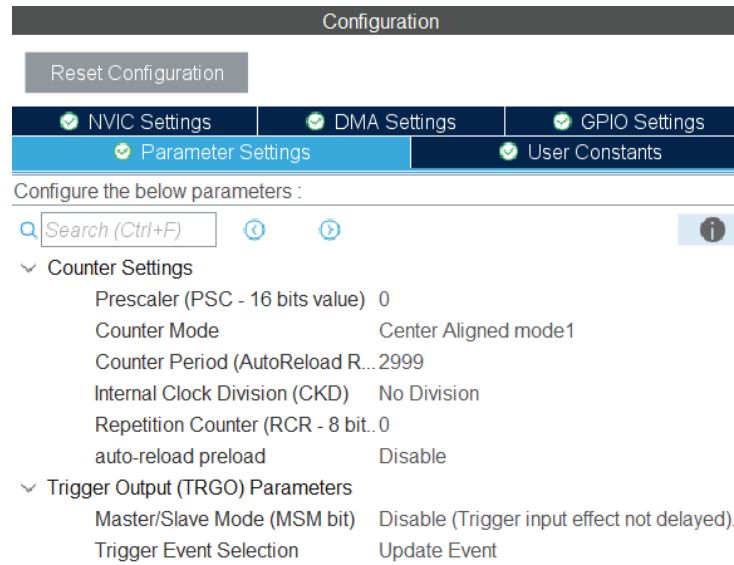 Configuration
Reset Configuration
NVIC Settings DMA Settings GPIO Settings
Parameter Settings User Constants
Configure the below parameters :
Search (Ctrl+F)
Counter Settings
Prescaler (PSC - 16 bits value) 0
Counter Mode Center Aligned mode1
Counter Period (AutoReload R... 2999
Internal Clock Division (CKD) No Division
Repetition Counter (RCR - 8 bit.. 0
auto-reload preload Disable
Trigger Output (TRGO) Parameters
Master/Slave Mode (MSM bit) Disable (Trigger input effect not delayed).
Trigger Event Selection Update Event